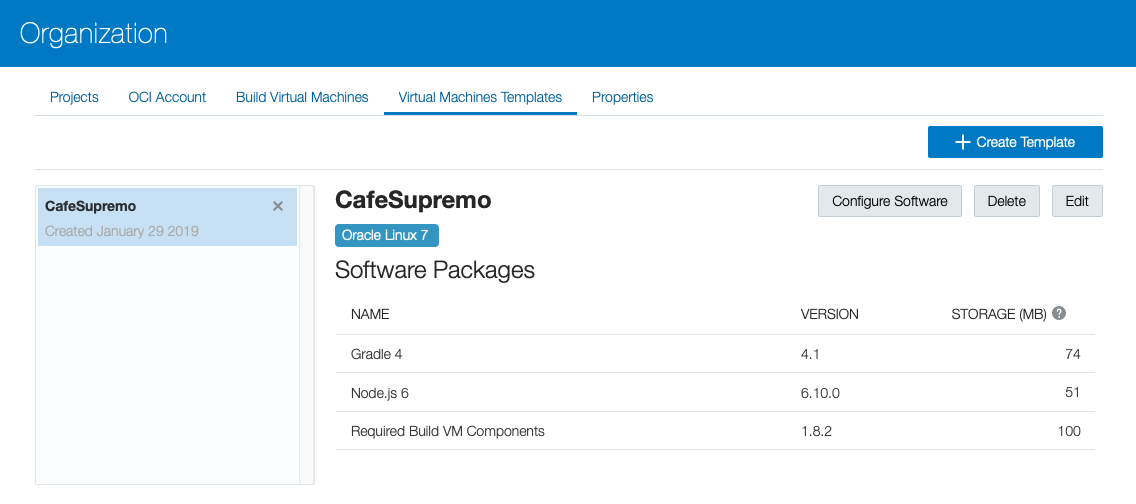 Organization
Projects OCI Account Build Virtual Machines Virtual Machines Templates Properties
+ Create Template
CafeSupremo ×
Created January 29 2019
CafeSupremo Configure Software Delete Edit
Oracle Linux 7
Software Packages
NAME VERSION STORAGE (MB) ?
Gradle 4 4.1 74
Node.js 6 6.10.0 51
Required Build VM Components 1.8.2 100